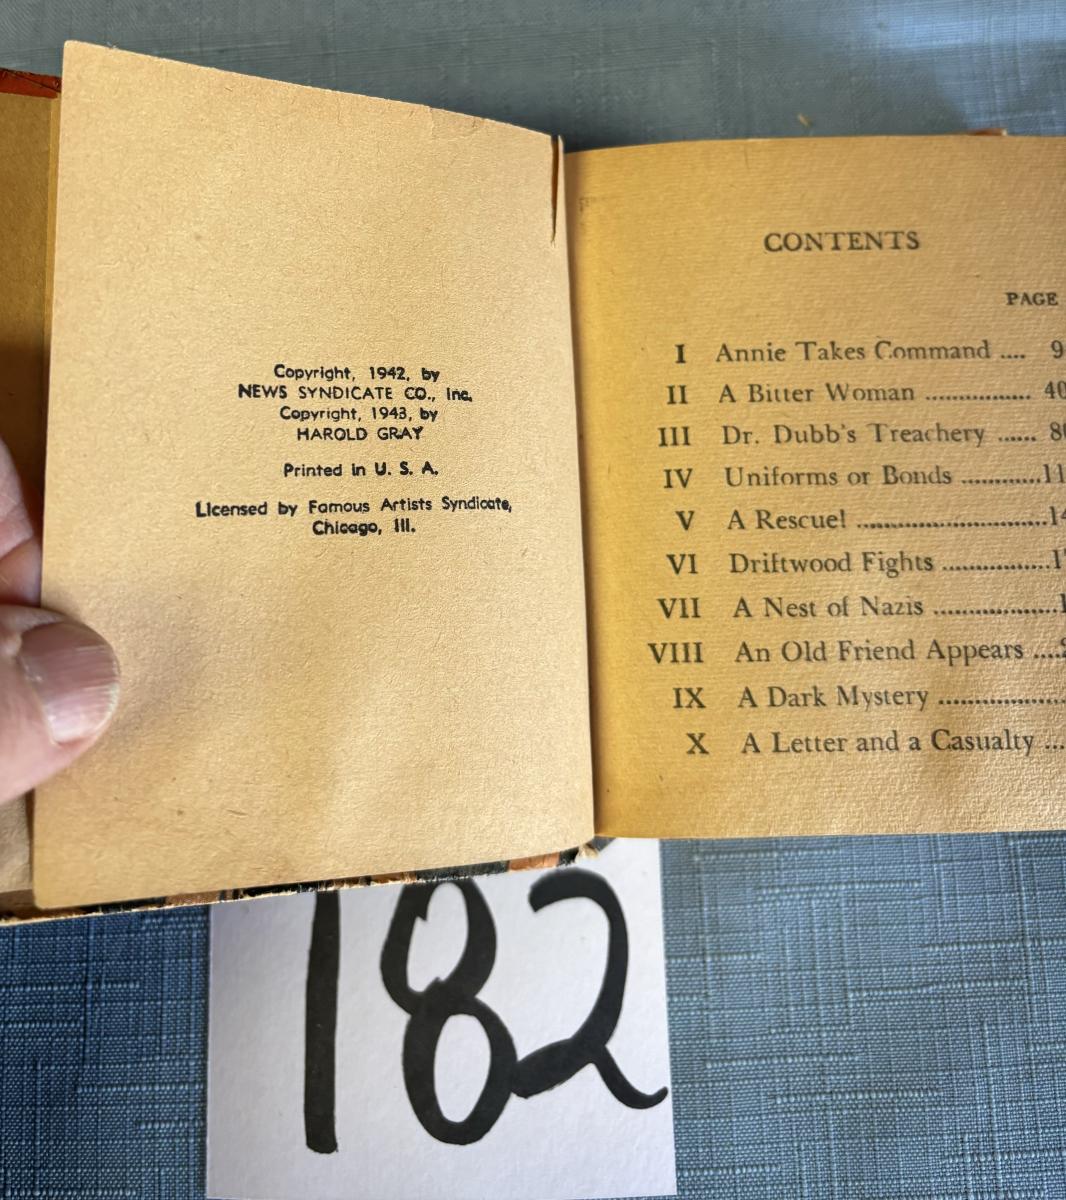 Copyright, 1942, by
NEWS SYNDICATE CO., Inc.
Copyright, 1943, by
HAROLD GRAY
Printed in U. S. A.
Licensed by Famous Artists Syndicate,
Chicago, Ill.
CONTENTS
PAGE
I Annie Takes Command .... 9
II A Bitter Woman ............... 40
III Dr. Dubb's Treachery ......
IV Uniforms or Bonds ............
V A Rescue! ............................
VI Driftwood Fights ................
VII A Nest of Nazis ...................
VIII An Old Friend Appears ....
IX A Dark Mystery ...................
X A Letter and a Casualty ...
182